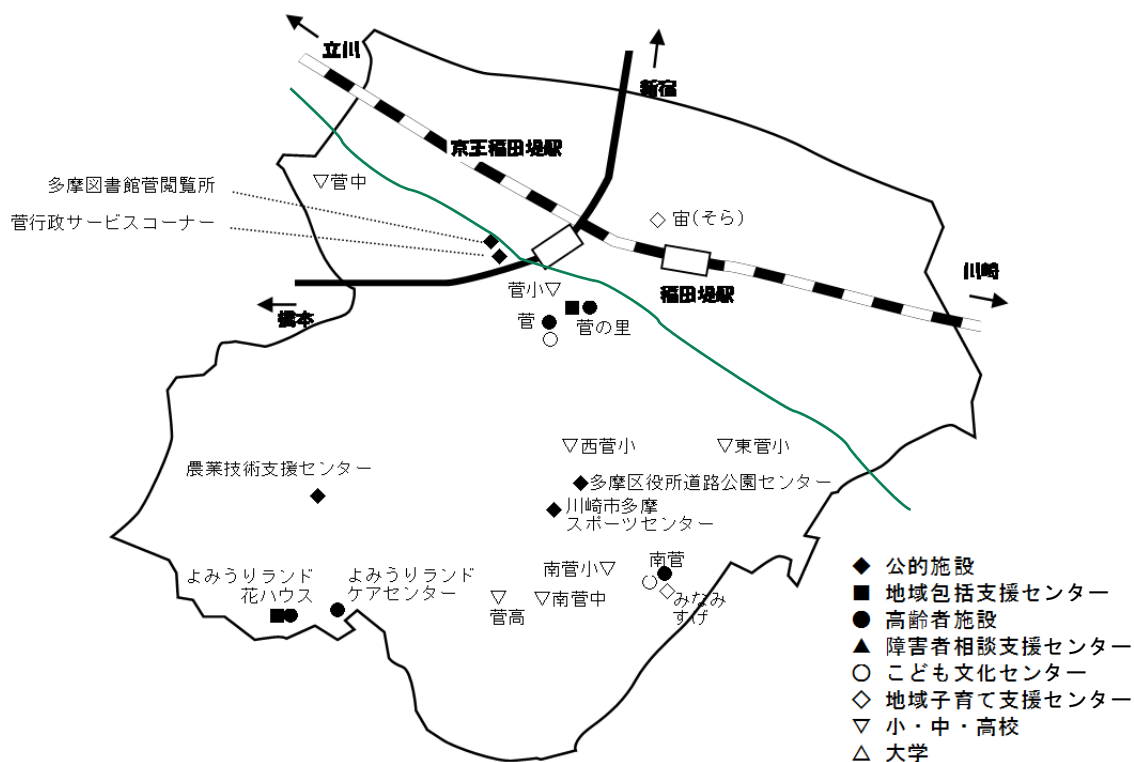 立川
新宿
京王稲田堤駅
多摩図書館菅閲覧所
▽菅中
菅行政サービスコーナー
◇ 宙(そら)
川崎
稲田堤駅
菅小▽
橋本
菅
菅の里
▽西菅小
▽東菅小
農業技術支援センター
多摩区役所道路公園センター
川崎市多摩
スポーツセンター
南菅
南菅小▽
よみうりランド
花ハウス
よみうりランド
ケアセンター
▽南菅中
菅高
みなみ
すげ
◆ 公的施設
■ 地域包括支援センター
● 高齢者施設
▲ 障害者相談支援センター
○ こども文化センター
◇ 地域子育て支援センター
▽ 小・中・高校
△ 大学